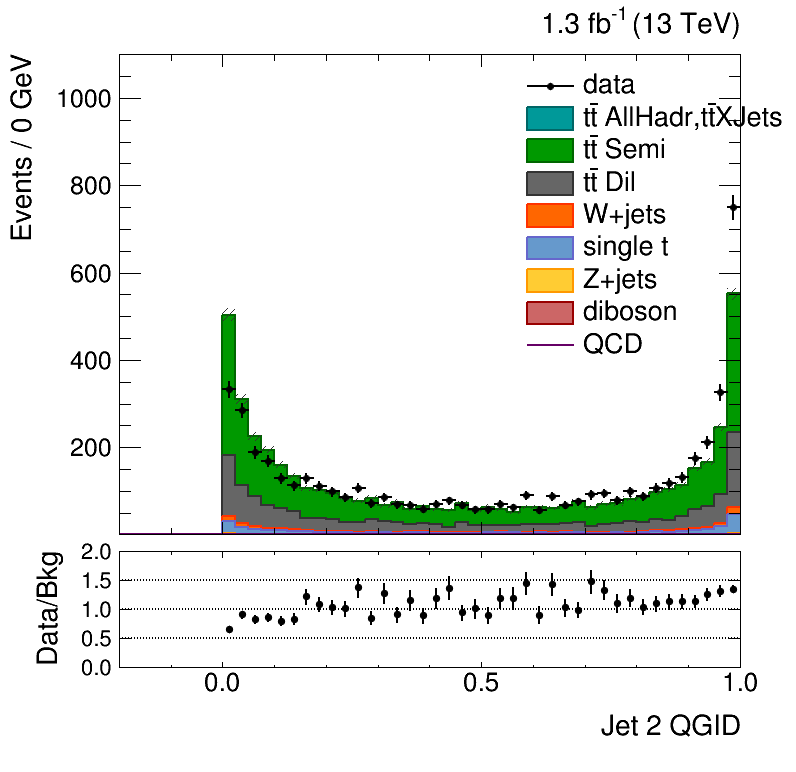 1.3 fb⁻¹ (13 TeV)
Events / 0 GeV
1000
800
600
400
200
data
tt̄ AllHadr,tt̄XJets
tt̄ Semi
tt̄ Dil
W+jets
single t
Z+jets
diboson
QCD
Data/Bkg
2.0
1.5
1.0
0.5
0.0
0.0 0.5 1.0
Jet 2 QGID